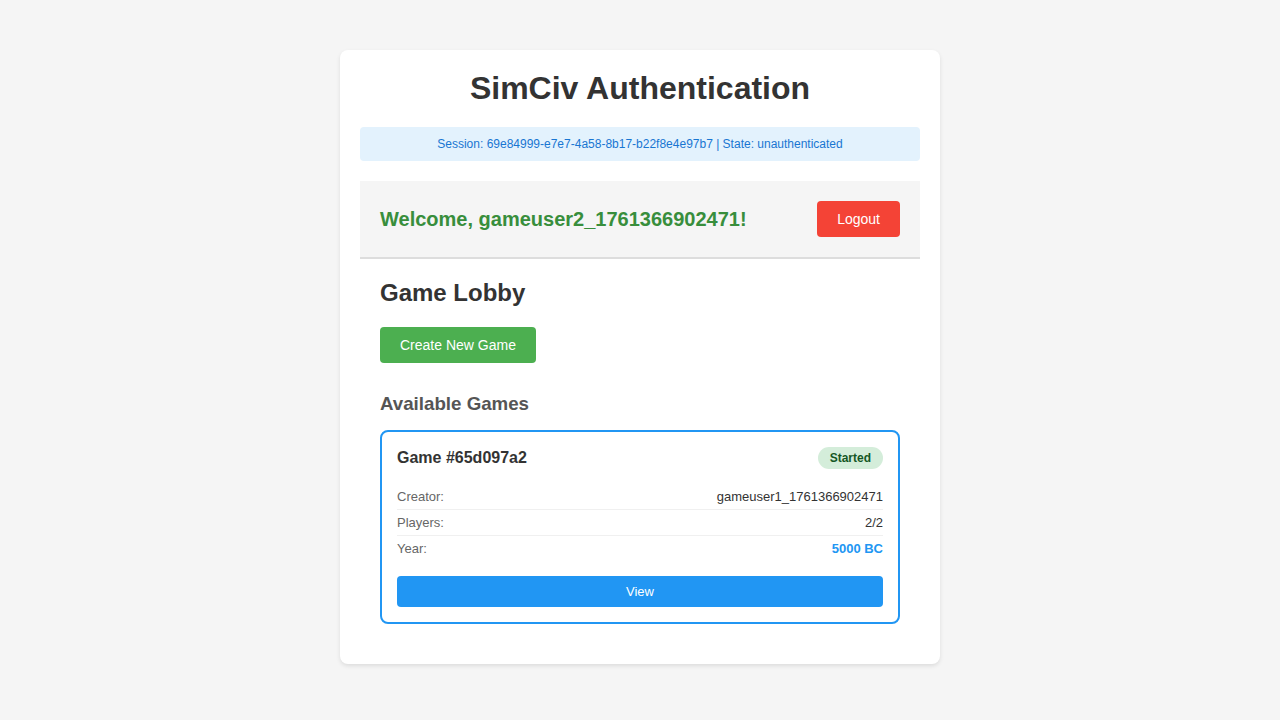 SimCiv Authentication
Session: 69e84999-e7e7-4a58-8b17-b22f8e4e97b7 | State: unauthenticated
Welcome, gameuser2_1761366902471!
Logout
Game Lobby
Create New Game
Available Games
Game #65d097a2
Started
Creator:
gameuser1_1761366902471
Players:
2/2
Year:
5000 BC
View